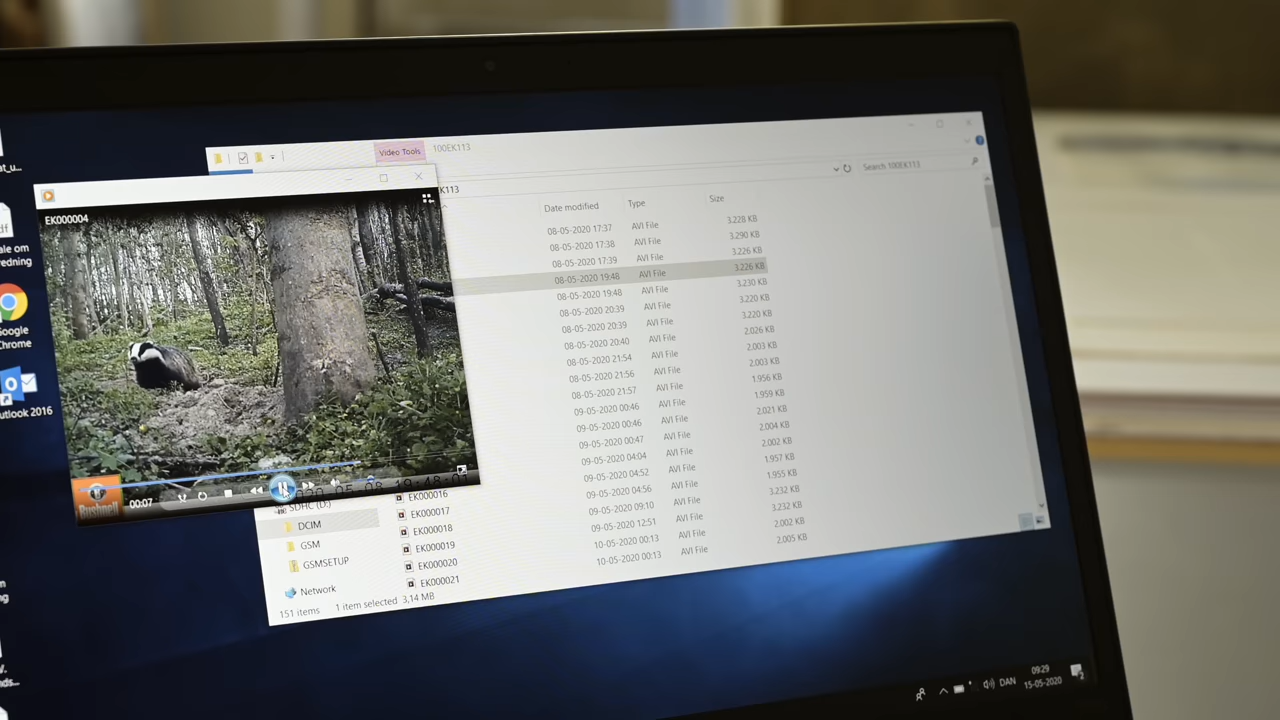 Video Tools
100EK113
EK113
Search 100EK113
EK000004
Date modified
Type
Size
08-05-2020 17:37 AVI File 3.228 KB
08-05-2020 17:38 AVI File 3.290 KB
08-05-2020 17:39 AVI File 3.226 KB
08-05-2020 19:48 AVI File 3.226 KB
08-05-2020 19:48 AVI File 3.230 KB
08-05-2020 20:39 AVI File 3.220 KB
08-05-2020 20:39 AVI File 3.220 KB
08-05-2020 20:40 AVI File 2.026 KB
08-05-2020 21:54 AVI File 2.003 KB
08-05-2020 21:56 AVI File 2.003 KB
08-05-2020 21:57 AVI File 1.956 KB
09-05-2020 00:46 AVI File 1.959 KB
09-05-2020 00:46 AVI File 2.021 KB
09-05-2020 00:47 AVI File 2.004 KB
09-05-2020 04:04 AVI File 2.002 KB
09-05-2020 04:52 AVI File 1.957 KB
09-05-2020 04:56 AVI File 1.955 KB
09-05-2020 09:10 AVI File 3.232 KB
09-05-2020 12:51 AVI File 3.232 KB
10-05-2020 00:13 AVI File 2.002 KB
10-05-2020 00:13 AVI File 2.005 KB
Google
Chrome
utlook 2016
Bushnell
00:07
SDHC (D:)
DCIM
GSM
GSMSETUP
Network
EK000016
EK000017
EK000018
EK000019
EK000020
EK000021
151 items 1 item selected 3,14 MB
DAN
09:29
15-05-2020